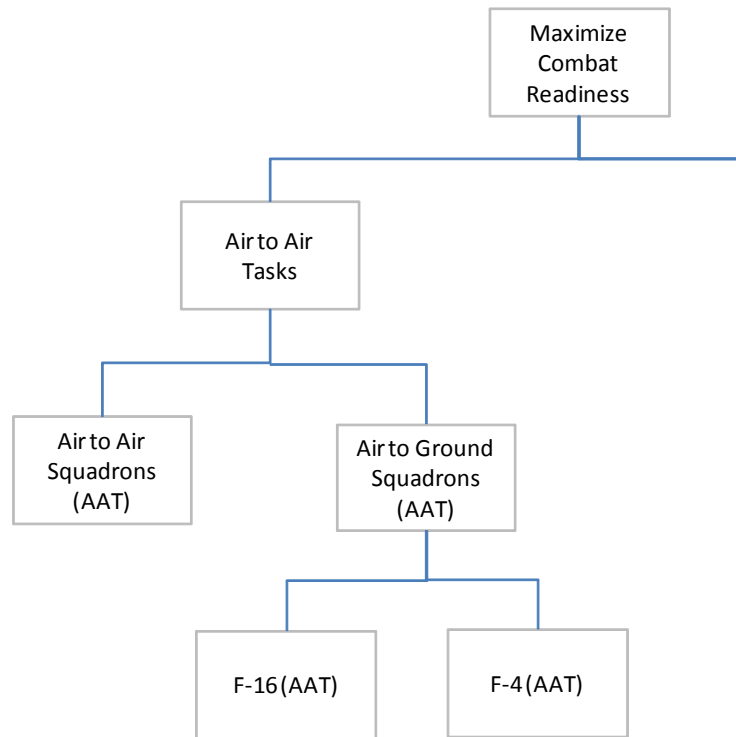 Maximize
Combat
Readiness
Air to Air
Tasks
Air to Air
Squadrons
(AAT)
Air to Ground
Squadrons
(AAT)
F-16 (AAT)
F-4 (AAT)